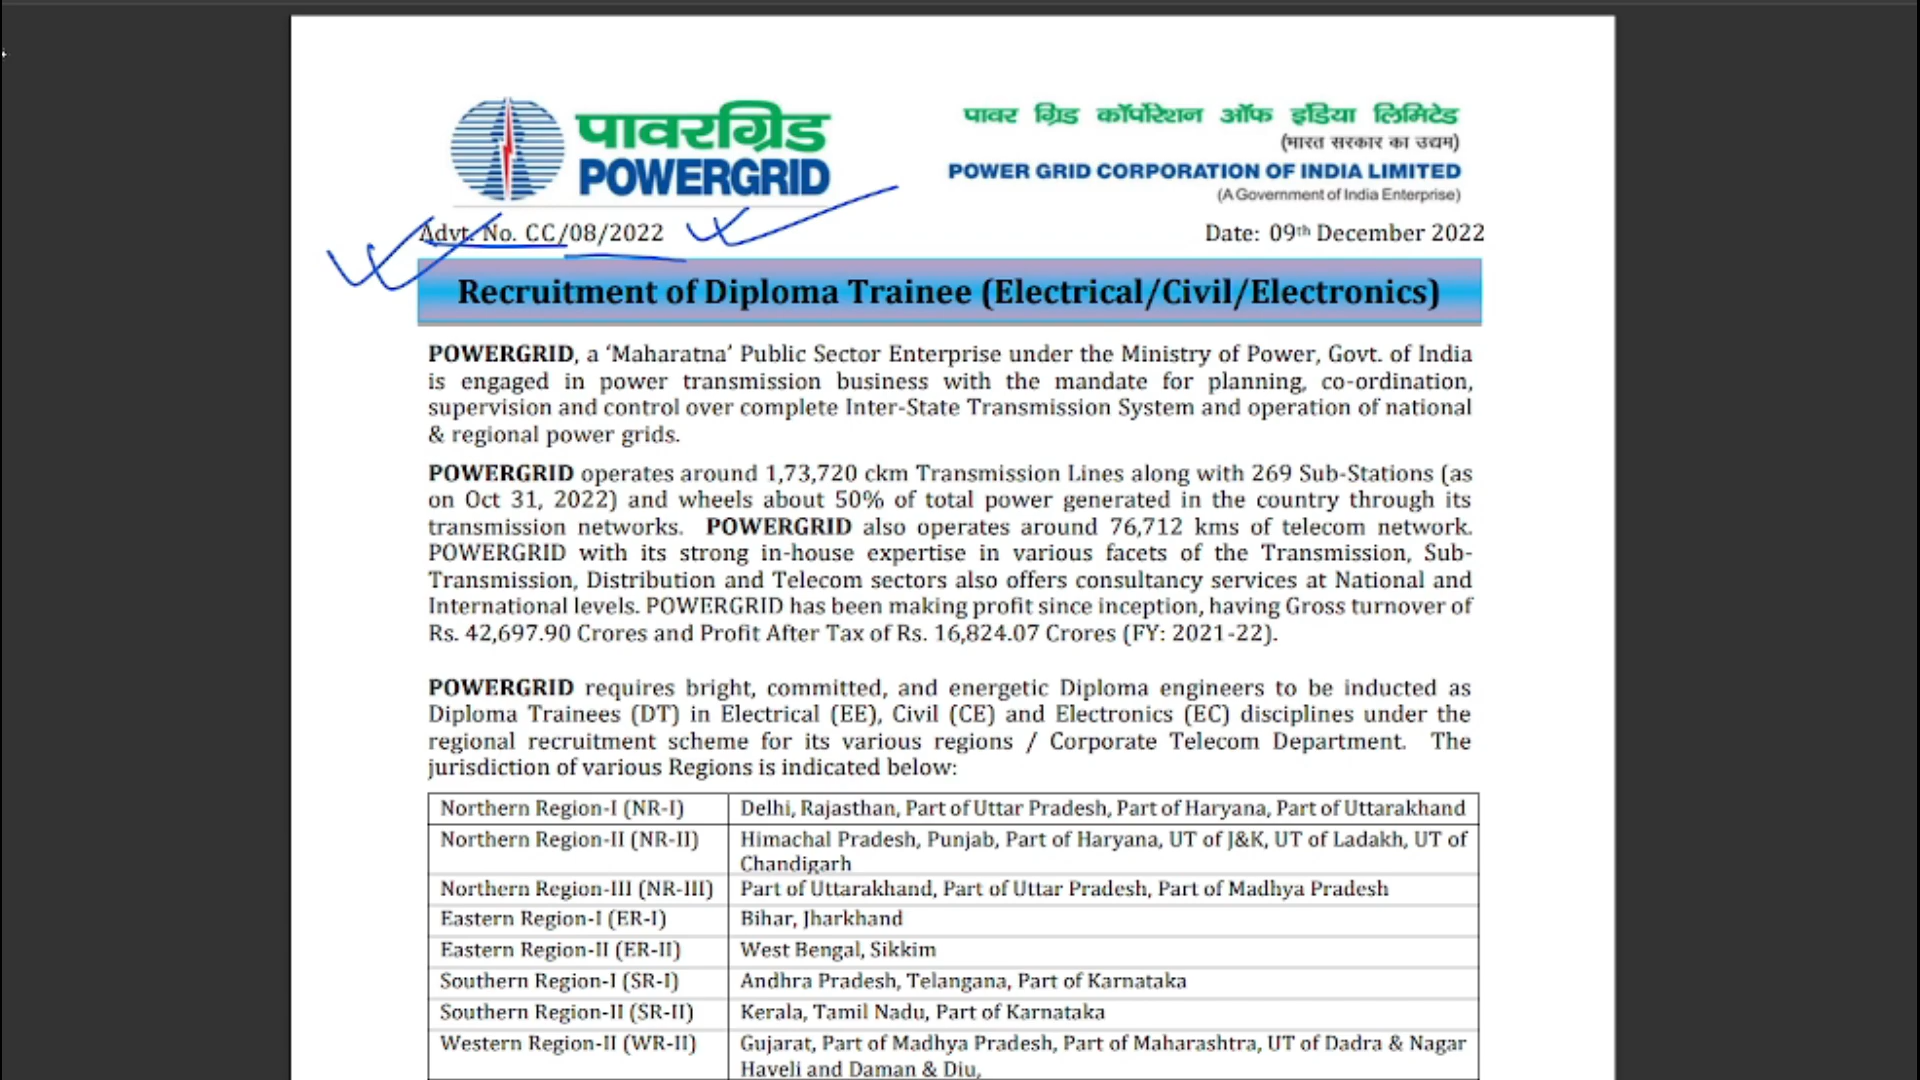 पावरग्रिड
POWERGRID
पावर ग्रिड कॉर्पोरेशन ऑफ इंडिया लिमिटेड
(भारत सरकार का उद्यम)
POWER GRID CORPORATION OF INDIA LIMITED
(A Government of India Enterprise)
Advt. No. CC/08/2022 Date: 09th December 2022
Recruitment of Diploma Trainee (Electrical/Civil/Electronics)
POWERGRID, a ‘Maharatna’ Public Sector Enterprise under the Ministry of Power, Govt. of India
is engaged in power transmission business with the mandate for planning, co-ordination,
supervision and control over complete Inter-State Transmission System and operation of national
& regional power grids.
POWERGRID operates around 1,73,720 ckm Transmission Lines along with 269 Sub-Stations (as
on Oct 31, 2022) and wheels about 50% of total power generated in the country through its
transmission networks. POWERGRID also operates around 76,712 kms of telecom network.
POWERGRID with its strong in-house expertise in various facets of the Transmission, Sub-
Transmission, Distribution and Telecom sectors also offers consultancy services at National and
International levels. POWERGRID has been making profit since inception, having Gross turnover of
Rs. 42,697.90 Crores and Profit After Tax of Rs. 16,824.07 Crores (FY: 2021-22).
POWERGRID requires bright, committed, and energetic Diploma engineers to be inducted as
Diploma Trainees (DT) in Electrical (EE), Civil (CE) and Electronics (EC) disciplines under the
regional recruitment scheme for its various regions / Corporate Telecom Department. The
jurisdiction of various Regions is indicated below:
Northern Region-I (NR-I) Delhi, Rajasthan, Part of Uttar Pradesh, Part of Haryana, Part of Uttarakhand
Northern Region-II (NR-II) Himachal Pradesh, Punjab, Part of Haryana, UT of J&K, UT of Ladakh, UT of
Chandigarh
Northern Region-III (NR-III) Part of Uttarakhand, Part of Uttar Pradesh, Part of Madhya Pradesh
Eastern Region-I (ER-I) Bihar, Jharkhand
Eastern Region-II (ER-II) West Bengal, Sikkim
Southern Region-I (SR-I) Andhra Pradesh, Telangana, Part of Karnataka
Southern Region-II (SR-II) Kerala, Tamil Nadu, Part of Karnataka
Western Region-II (WR-II) Gujarat, Part of Madhya Pradesh, Part of Maharashtra, UT of Dadra & Nagar
Haveli and Daman & Diu,